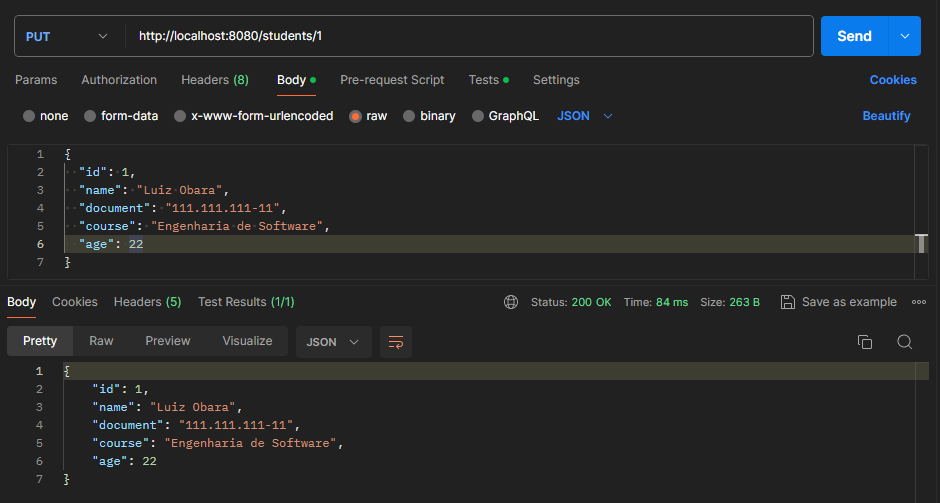 PUT http://localhost:8080/students/1 Send
Params Authorization Headers (8) Body Pre-request Script Tests Settings Cookies
none form-data x-www-form-urlencoded raw binary GraphQL JSON Beautify
1 {
2 "id": 1,
3 "name": "Luiz Obara",
4 "document": "111.111.111-11",
5 "course": "Engenharia de Software",
6 "age": 22
7 }
Body Cookies Headers (5) Test Results (1/1) Status: 200 OK Time: 84 ms Size: 263 B Save as example
Pretty Raw Preview Visualize JSON
1 {
2 "id": 1,
3 "name": "Luiz Obara",
4 "document": "111.111.111-11",
5 "course": "Engenharia de Software",
6 "age": 22
7 }